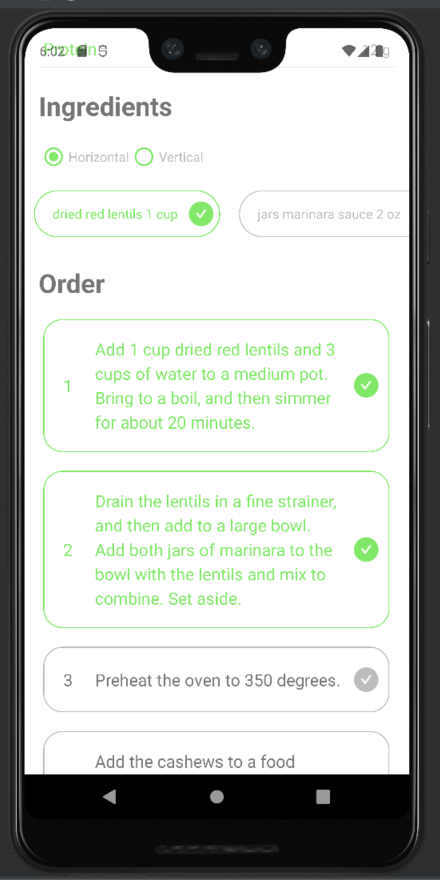 6:02
Protein
Ingredients
Horizontal Vertical
dried red lentils 1 cup
jars marinara sauce 2 oz
Order
1
Add 1 cup dried red lentils and 3
cups of water to a medium pot.
Bring to a boil, and then simmer
for about 20 minutes.
2
Drain the lentils in a fine strainer,
and then add to a large bowl.
Add both jars of marinara to the
bowl with the lentils and mix to
combine. Set aside.
3
Preheat the oven to 350 degrees.
Add the cashews to a food